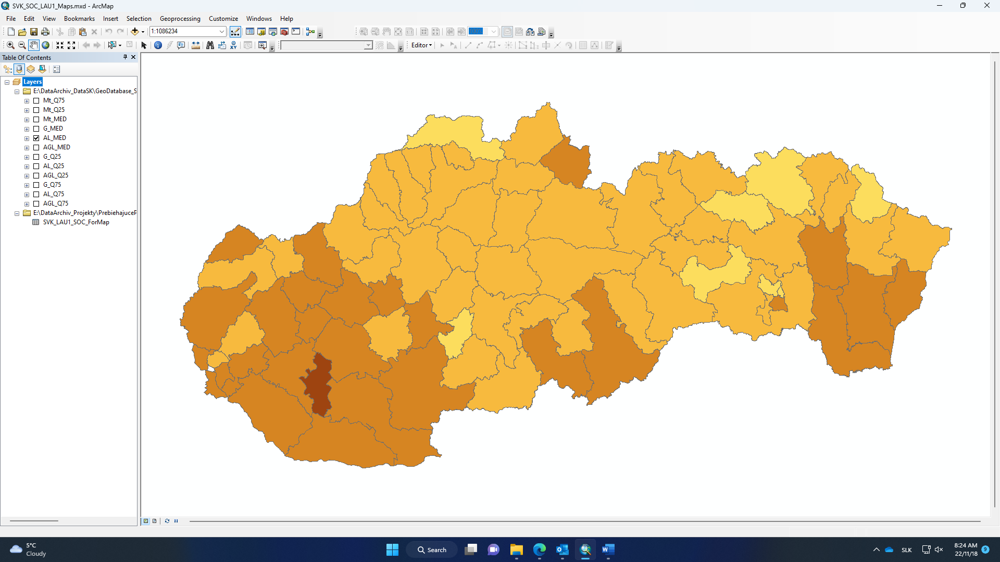 SVK_SOC_LAU1_Maps.mxd - ArcMap
File Edit View Bookmarks Insert Selection Geoprocessing Customize Windows Help
1:1086234
100%
Editor
Table Of Contents
Layers
E:\DataArchiv_DataSK\GeoDatabase_S
Mt_Q75
Mt_Q25
Mt_MED
G_MED
AL_MED
AGL_MED
G_Q25
AL_Q25
AGL_Q25
G_Q75
AL_Q75
AGL_Q75
E:\DataArchiv_Projekty\PrebiehajuceP
SVK_LAU1_SOC_ForMap
5°C
Cloudy
Search
SLK
8:24 AM
22/11/18
9